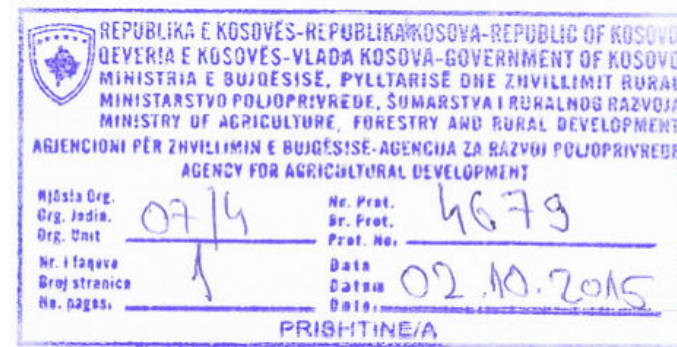 REPUBLIKA E KOSOVËS-REPUBLIKA KOSOVA-REPUBLIC OF KOSOVO
QEVERIA E KOSOVËS-VLADA KOSOVA-GOVERNMENT OF KOSOVO
MINISTRIA E BUJQËSISË, PYLLTARISË DHE ZHVILLIMIT RURAL
MINISTARSTVO POLJOPRIVREDE, ŠUMARSTVA I RURALNOG RAZVOJA
MINISTRY OF AGRICULTURE, FORESTRY AND RURAL DEVELOPMENT
AGJENCIONI PËR ZHVILLIMIN E BUJQËSISË-AGENCIJA ZA RAZVOJ POLJOPRIVREDE
AGENCY FOR AGRICULTURAL DEVELOPMENT
Njësia Org.
Org. Jedin.
Org. Unit
07/4
Nr. Prot.
Br. Prot.
Prot. No.
4679
Nr. i faqeve
Broj stranica
No. pages.
1
Data
Datum
Date.
02.10.2015
PRISHTINË/A